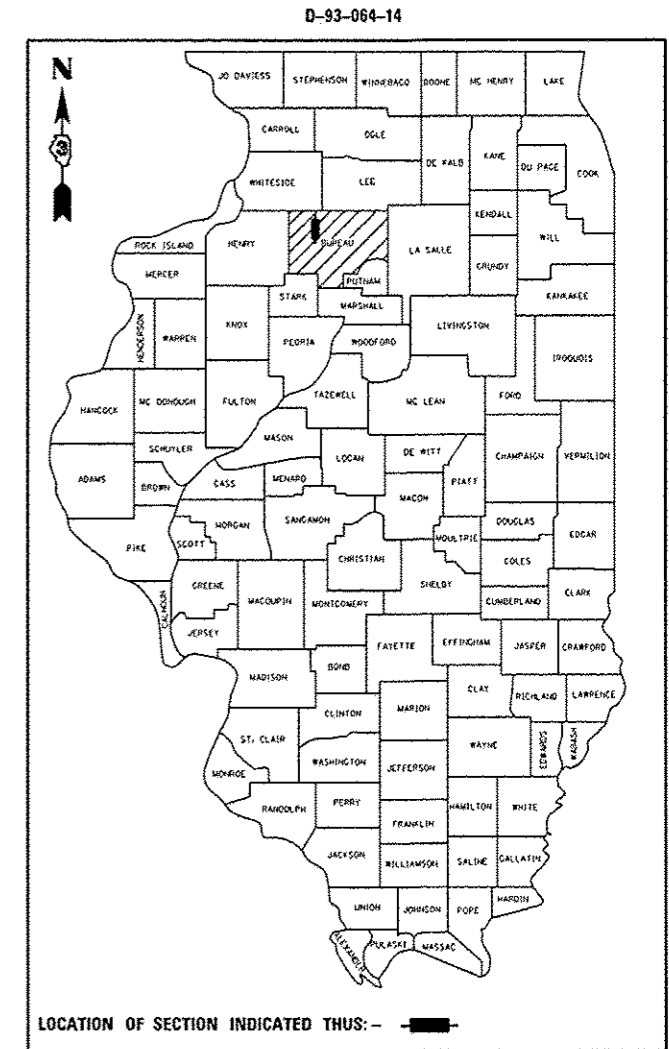 D-93-064-14
N
JO DAVIESS STEPHENSON WINNEBAGO BOONE MC HENRY LAKE
CARROLL OGLE
DE KALB KANE DU PAGE COOK
WHITESIDE LEE
KENDALL
ROCK ISLAND HENRY BUREAU LA SALLE WILL
MERCER PUTNAM GRUNDY
STARK MARSHALL KANKAKEE
HENDERSON WARREN KNOX LIVINGSTON
PEORIA WOODFORD IROQUOIS
HANCOCK MC DONOUGH FULTON TAZEWELL MC LEAN FORD
MASON
SCHUYLER LOGAN DE WITT CHAMPAIGN VERMILION
ADAMS BROWN CASS MENARD PIATT
MACON
MORGAN SANGAMON DOUGLAS EDGAR
PIKE SCOTT MOULTRIE
CHRISTIAN COLES
GREENE SHELBY
CALHOUN MACOUPIN MONTGOMERY CUMBERLAND CLARK
JERSEY
FAYETTE EFFINGHAM JASPER CRAWFORD
MADISON BOND
CLAY RICHLAND LAWRENCE
CLINTON MARION
ST. CLAIR WAYNE EDWARDS WABASH
WASHINGTON
MONROE JEFFERSON
RANDOLPH PERRY HAMILTON WHITE
FRANKLIN
JACKSON WILLIAMSON SALINE GALLATIN
UNION JOHNSON POPE HARDIN
ALEXANDER PULASKI MASSAC
LOCATION OF SECTION INDICATED THUS: -